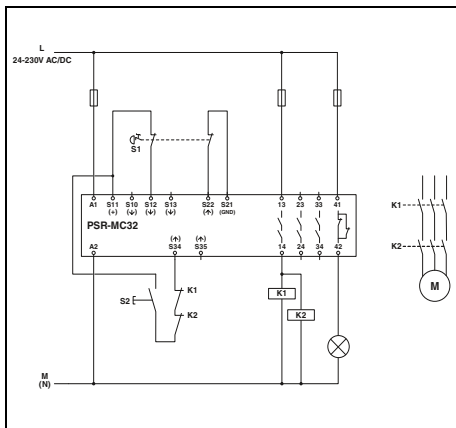 L
24-230V AC/DC
S1
A1 S11 S10 S12 S13 S22 S21 13 23 33 41
(+) (↓) (↓) (↓) (↑) (GND)
PSR-MC32
K1
(↑) (↑)
A2 S34 S35 14 24 34 42
K2
K1
K1
S2
K2
K2
M
M
(N)